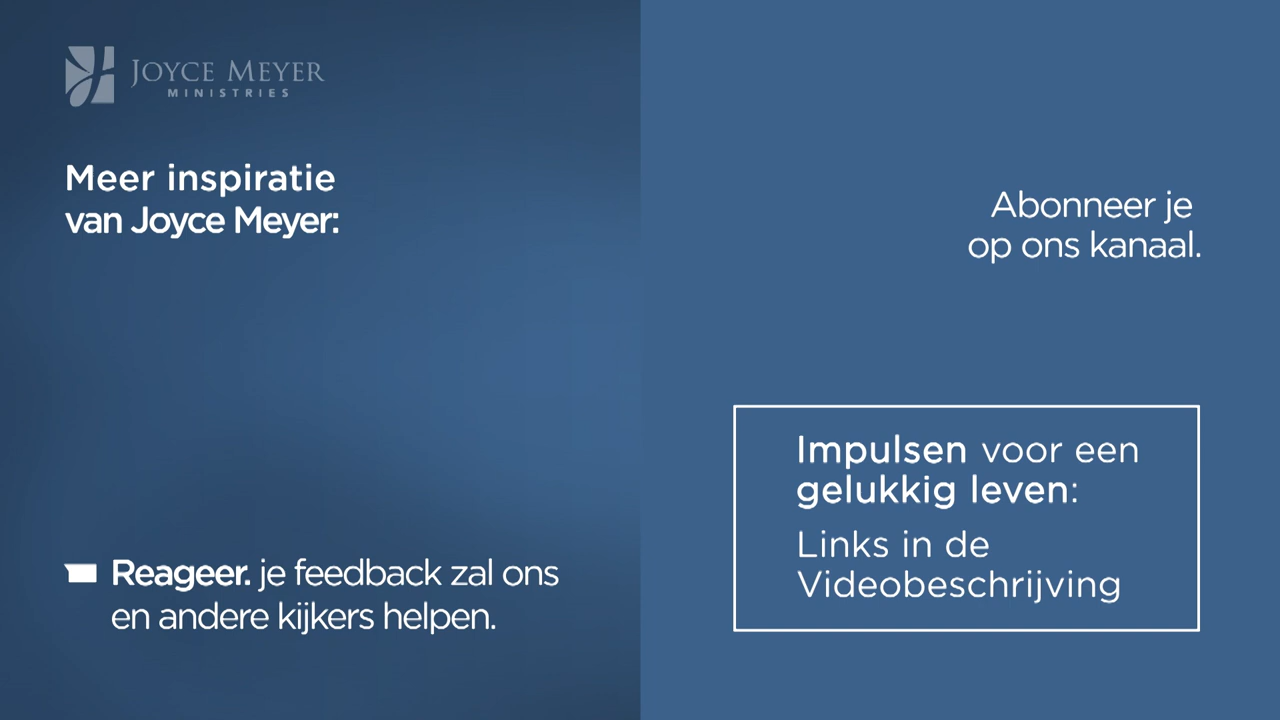 JOYCE MEYER
MINISTRIES
Meer inspiratie
van Joyce Meyer:
Abonneer je
op ons kanaal.
Impulsen voor een
gelukkig leven:
Links in de
Videobeschrijving
Reageer. je feedback zal ons
en andere kijkers helpen.